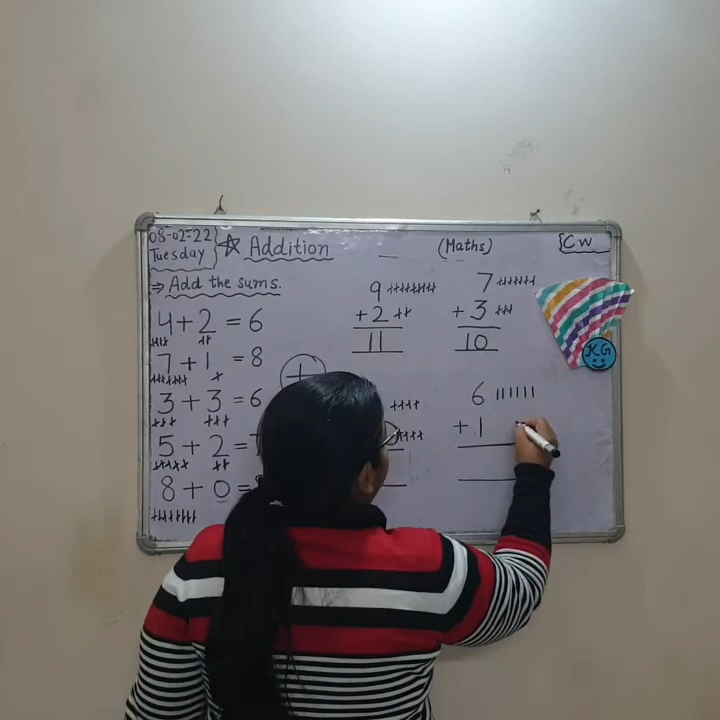 08-02-22
Tuesday
☆ Addition
(Maths)
CW
⇒ Add the sums.
4+2 = 6
7+1 = 8
3+3 = 6
5+2 =
8+0 =
9
+2
11
7
+3
10
6
+1
KG